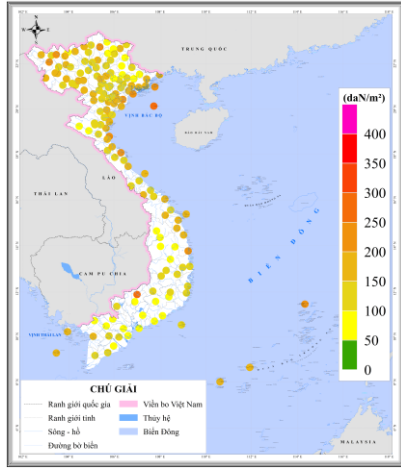 N
W E
S
TRUNG QUỐC
VỊNH BẮC BỘ
ĐẢO HẢI NAM
LÀO
THÁI LAN
CAM PU CHIA
VỊNH THÁI LAN
BIỂN ĐÔNG
MALAYSIA
(daN/m²)
400
350
300
250
200
150
100
50
0
CHÚ GIẢI
Ranh giới quốc gia
Viền bo Việt Nam
Ranh giới tỉnh
Thủy hệ
Sông - hồ
Biển Đông
Đường bờ biển